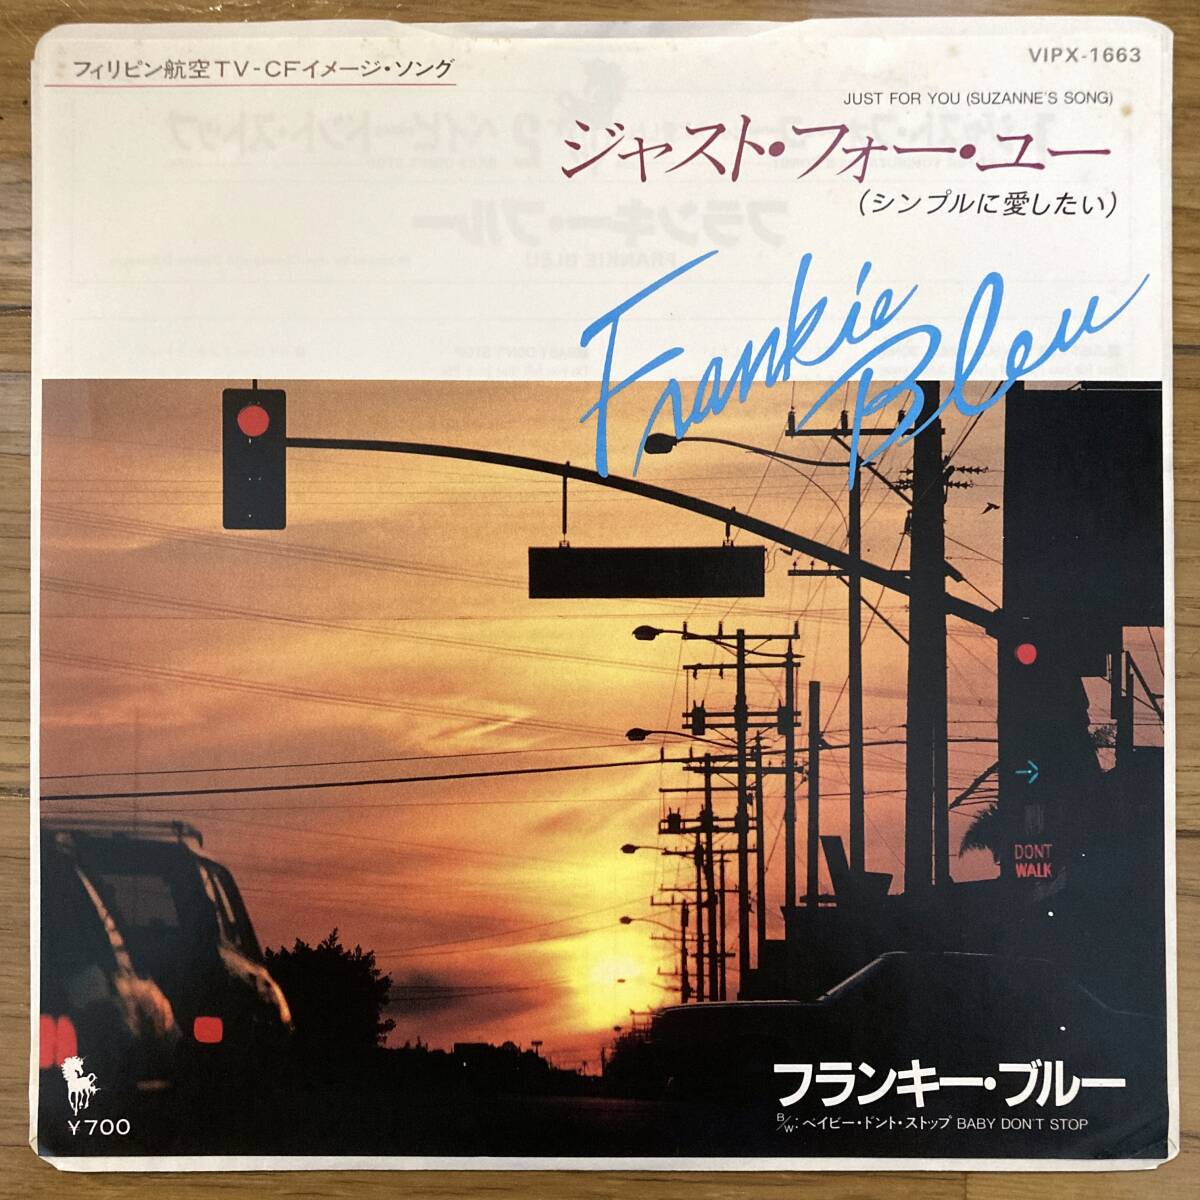 フィリピン航空TV-CFイメージ・ソング
VIPX-1663
JUST FOR YOU (SUZANNE'S SONG)
ジャスト・フォー・ユー
(シンプルに愛したい)
Frankie
Bleu
DONT
WALK
フランキー・ブルー
B/W:ベイビー・ドント・ストップ BABY DON'T STOP
¥700